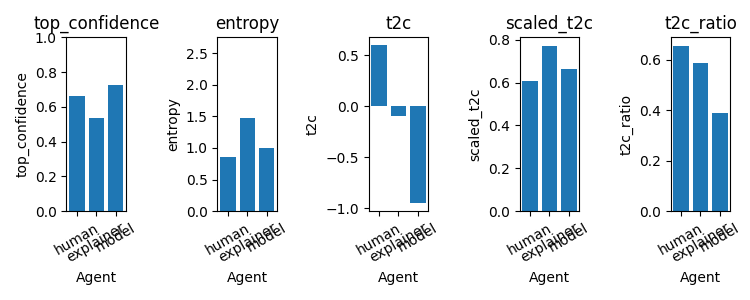 top_confidence
top_confidence
1.0
0.8
0.6
0.4
0.2
0.0
human
explainer
model
Agent
entropy
entropy
2.5
2.0
1.5
1.0
0.5
0.0
human
explainer
model
Agent
t2c
t2c
0.5
0.0
−0.5
−1.0
human
explainer
model
Agent
scaled_t2c
scaled_t2c
0.8
0.6
0.4
0.2
0.0
human
explainer
model
Agent
t2c_ratio
t2c_ratio
0.6
0.4
0.2
0.0
human
explainer
model
Agent